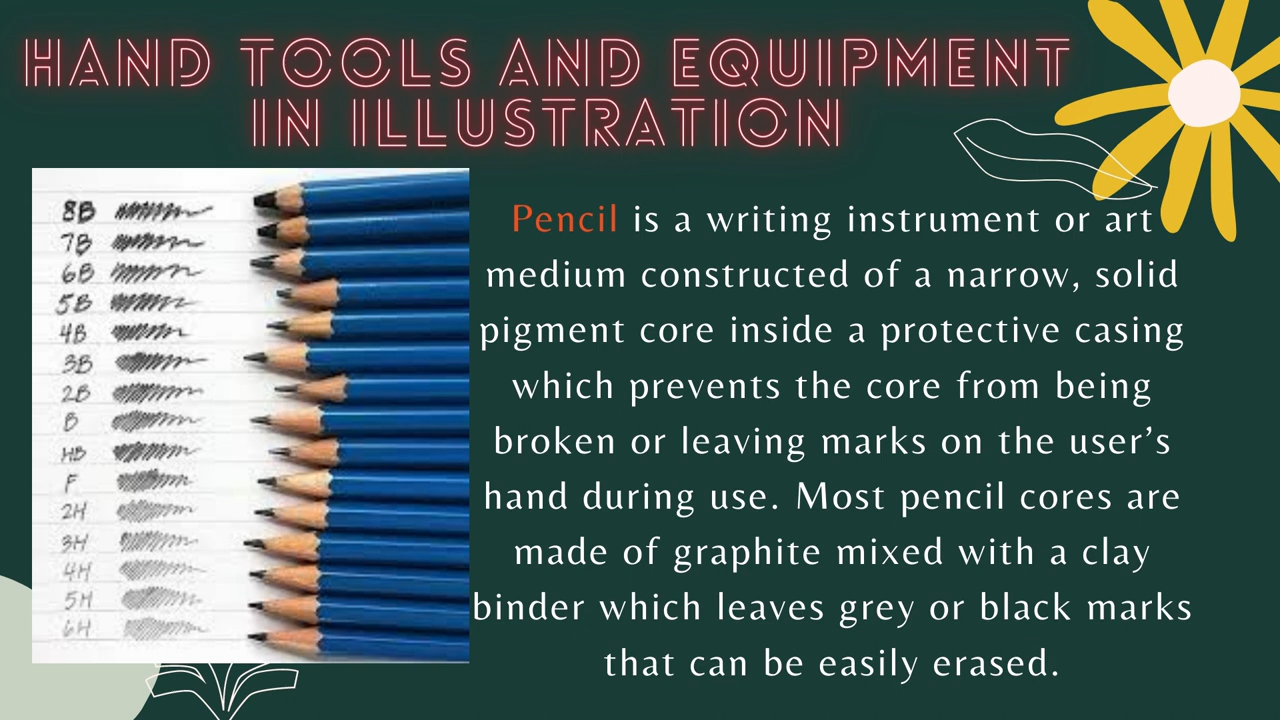 HAND TOOLS AND EQUIPMENT
IN ILLUSTRATION
8B
7B
6B
5B
4B
3B
2B
B
HB
F
2H
3H
4H
5H
6H
Pencil is a writing instrument or art
medium constructed of a narrow, solid
pigment core inside a protective casing
which prevents the core from being
broken or leaving marks on the user’s
hand during use. Most pencil cores are
made of graphite mixed with a clay
binder which leaves grey or black marks
that can be easily erased.